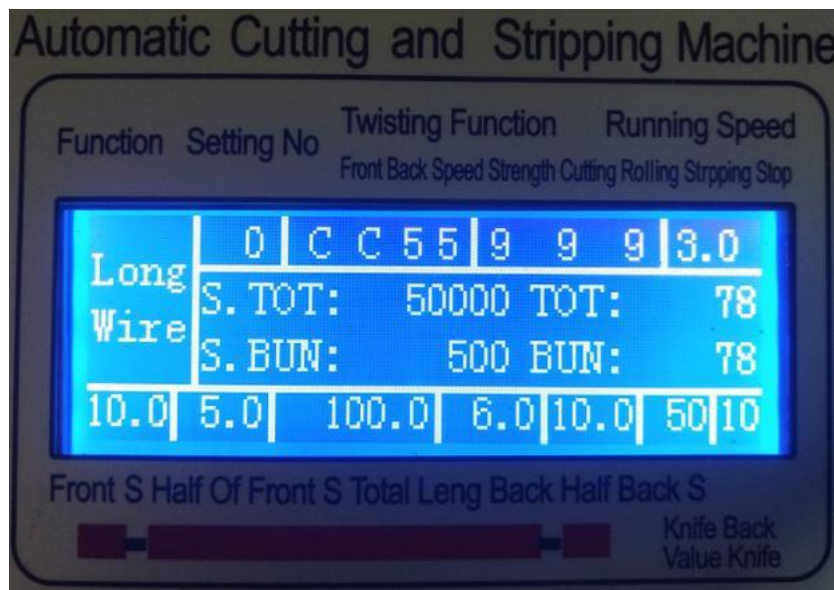 Automatic Cutting and Stripping Machine
Function Setting No Twisting Function Running Speed
Front Back Speed Strength Cutting Rolling Strpping Stop
0 C C 5 5 9 9 9 3.0
Long Wire
S.TOT: 50000 TOT: 78
S.BUN: 500 BUN: 78
10.0 5.0 100.0 6.0 10.0 50 10
Front S Half Of Front S Total Leng Back Half Back S
Knife Back
Value Knife